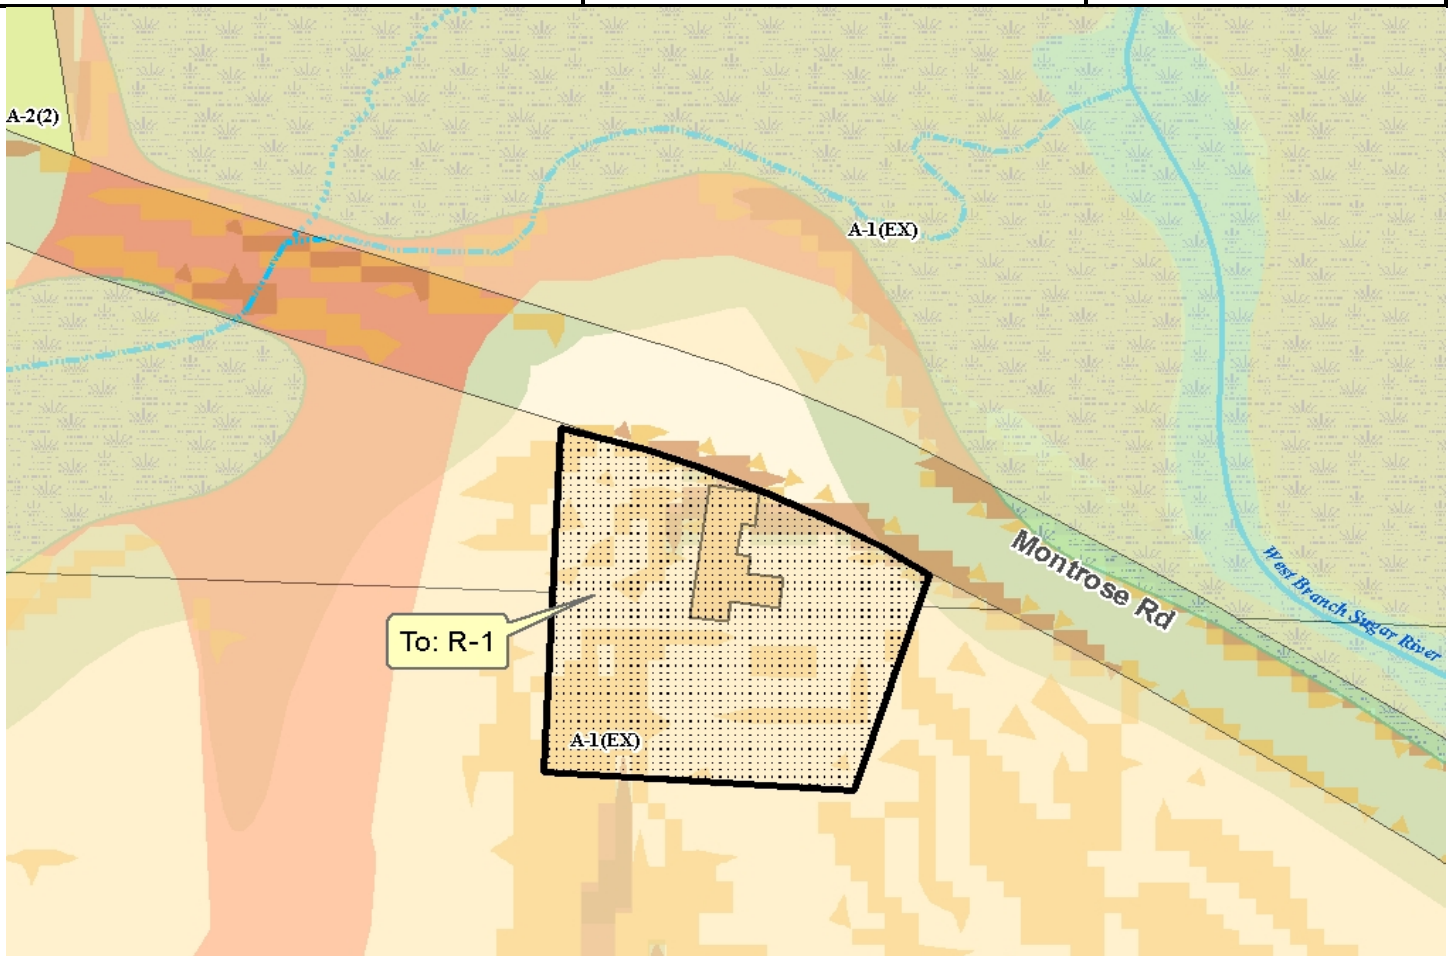 A-2(2)
A-1(EX)
Montrose Rd
West Branch Sugar River
To: R-1
A-1(EX)